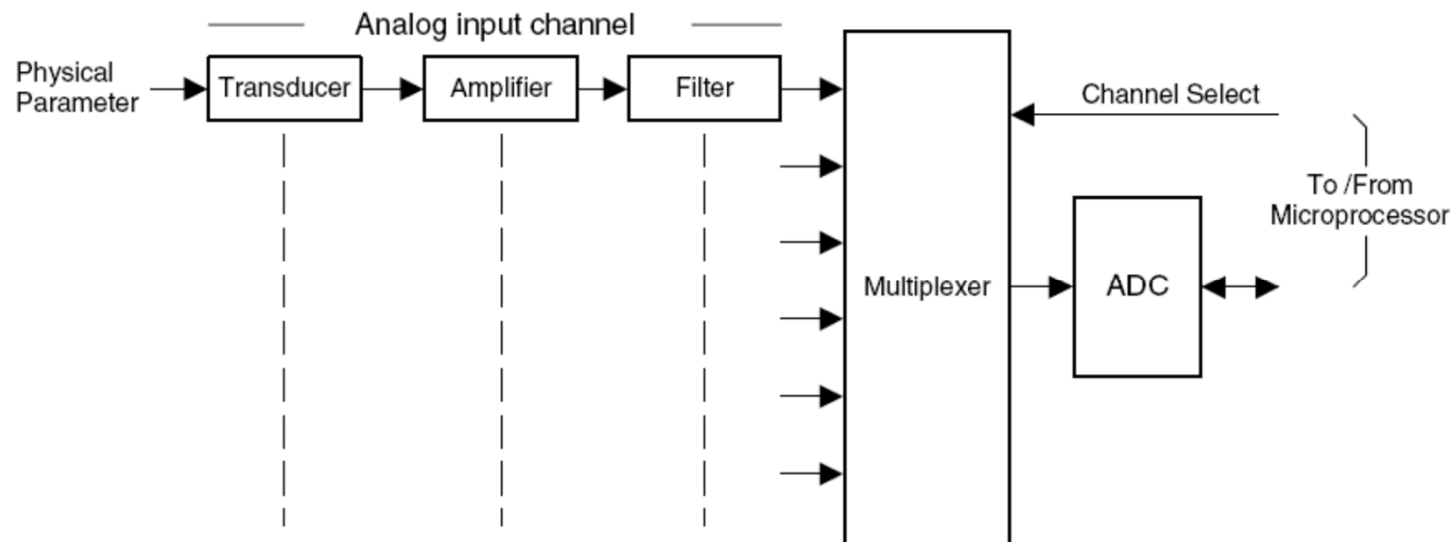 Analog input channel
Physical
Parameter
Transducer
Amplifier
Filter
Channel Select
To /From
Microprocessor
Multiplexer
ADC